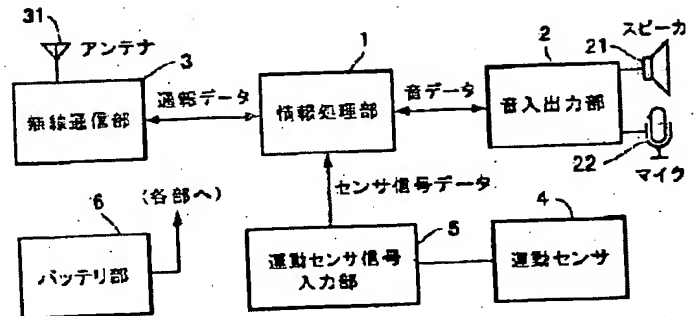 31
アンテナ
3
無線通信部
通報データ
1
情報処理部
音データ
2
音入出力部
スピーカ
21
22
マイク
センサ信号データ
(各部へ)
6
バッテリ部
5
運動センサ信号
入力部
4
運動センサ